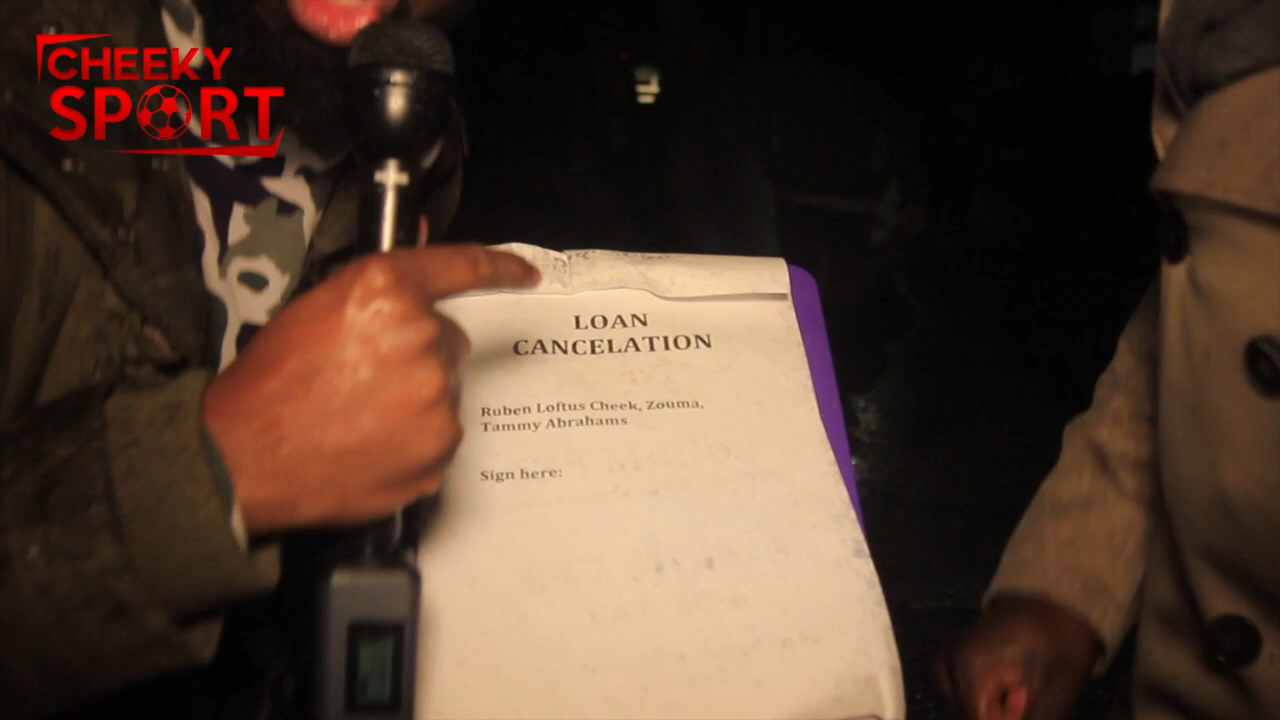 CHEEKY
SPORT
LOAN
CANCELATION
Ruben Loftus Cheek, Zouma,
Tammy Abrahams
Sign here: